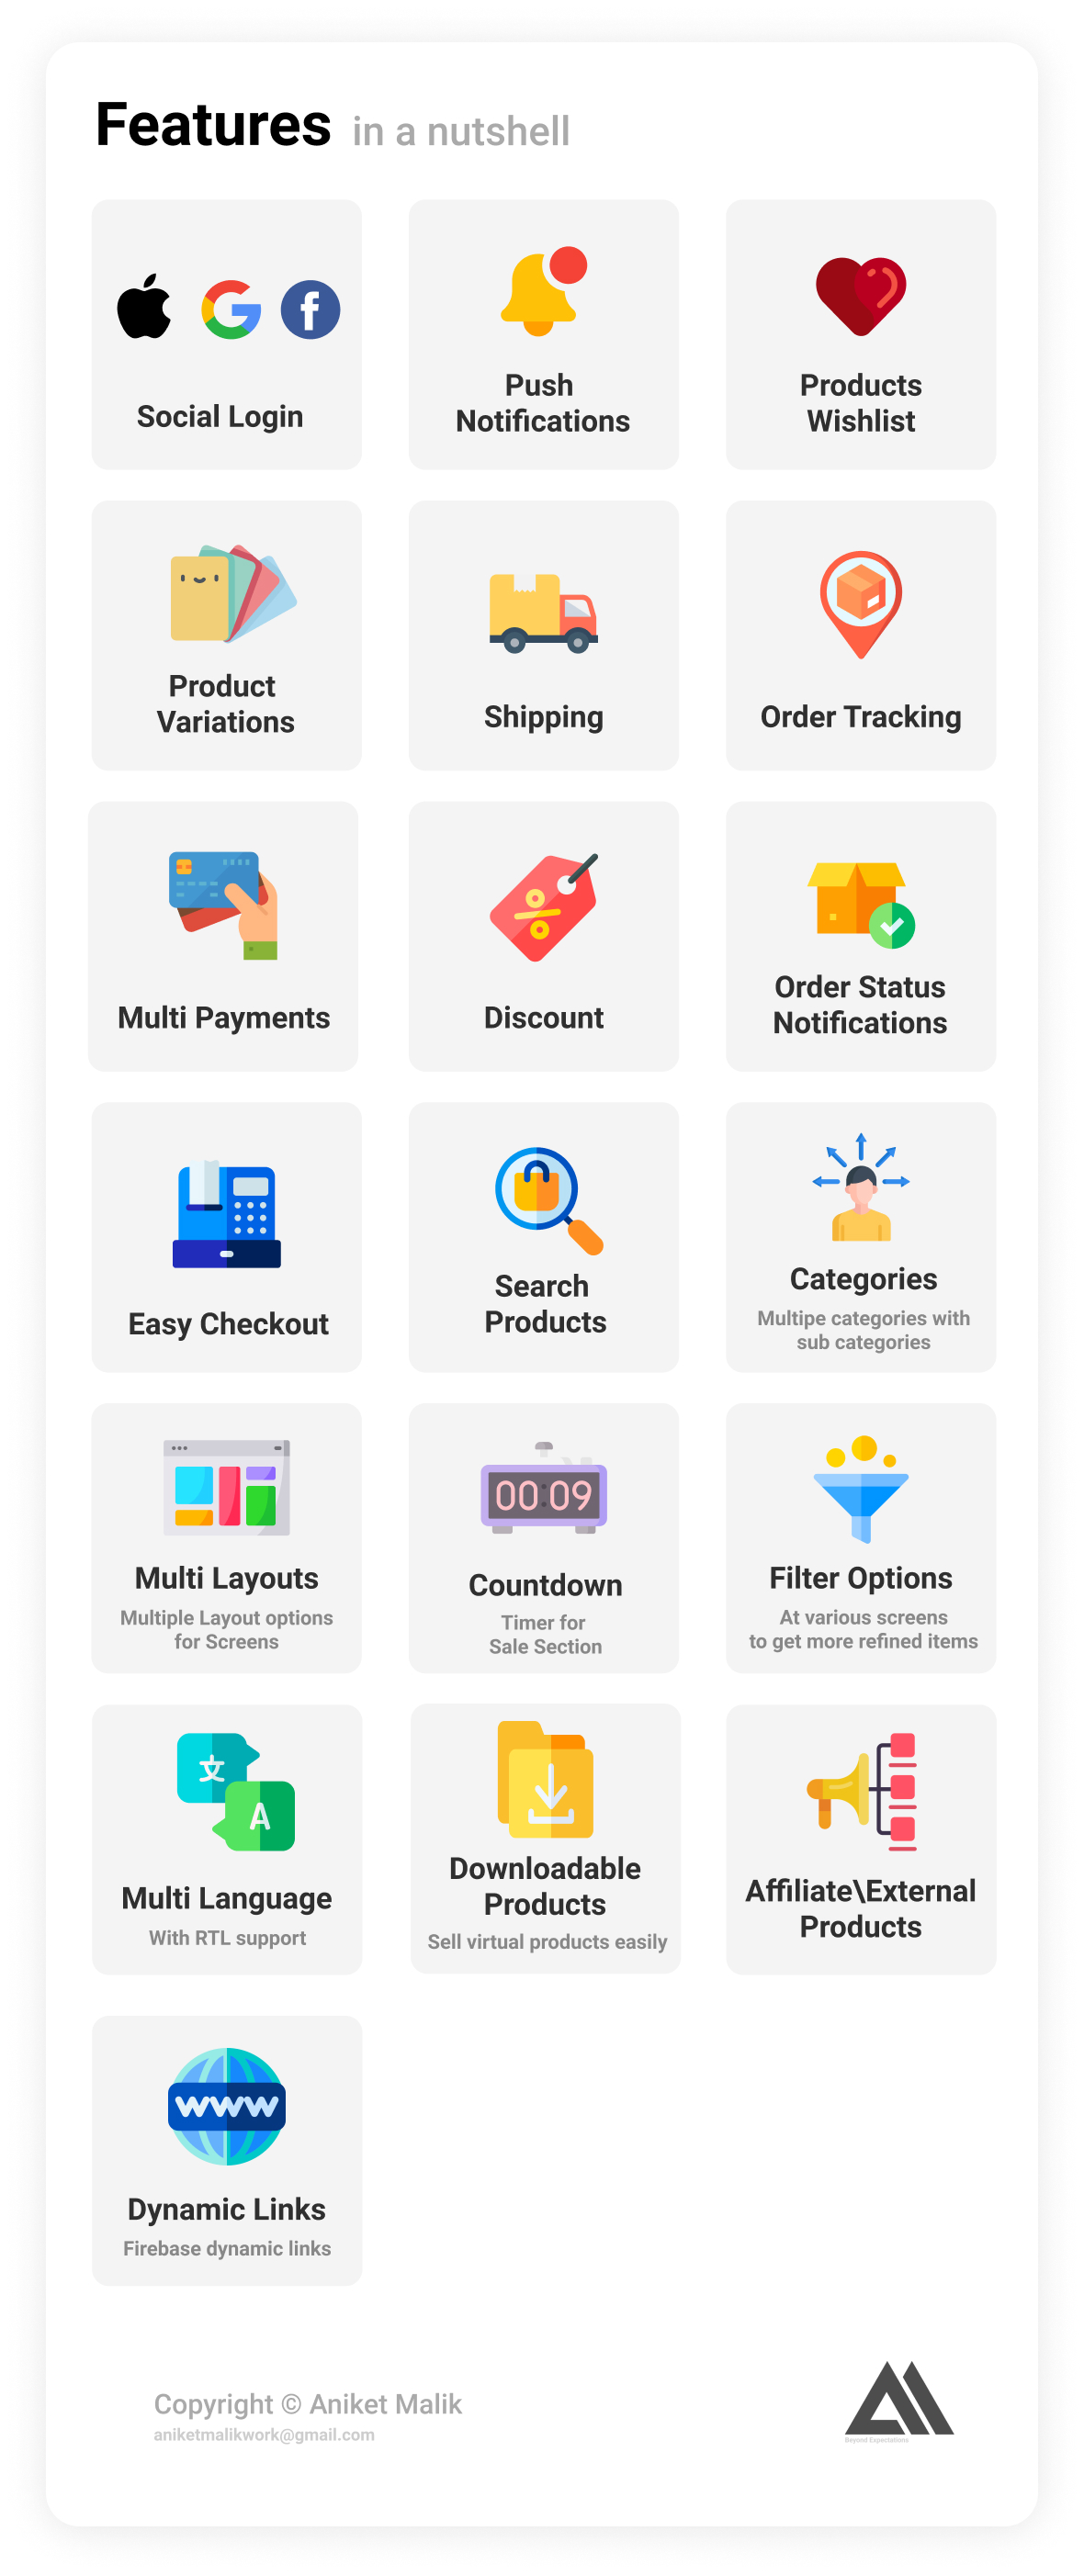 Features in a nutshell
Social Login
Push
Notifications
Products
Wishlist
Product
Variations
Shipping
Order Tracking
Multi Payments
Discount
Order Status
Notifications
Easy Checkout
Search
Products
Categories
Multipe categories with
sub categories
Multi Layouts
Multiple Layout options
for Screens
00:09
Countdown
Timer for
Sale Section
Filter Options
At various screens
to get more refined items
文
A
Multi Language
With RTL support
Downloadable
Products
Sell virtual products easily
Affiliate\External
Products
www
Dynamic Links
Firebase dynamic links
Copyright © Aniket Malik
aniketmalikwork@gmail.com
Beyond Expectations